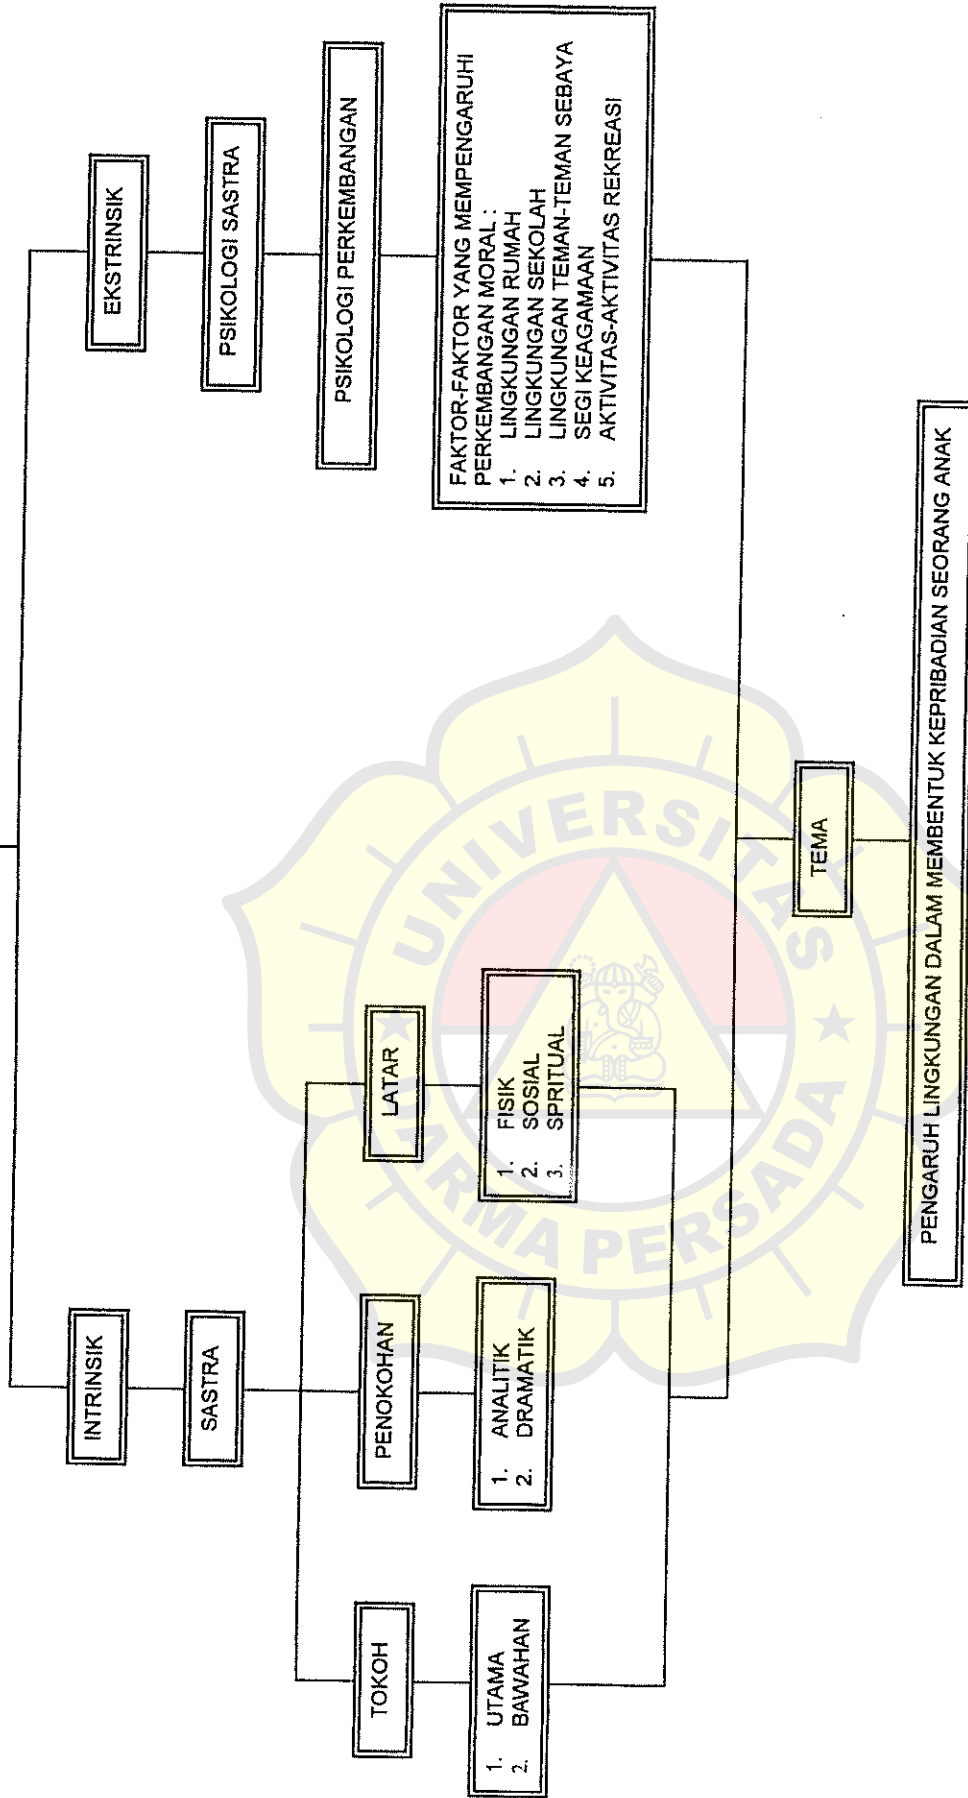 INTRINSIK
EKSTRINSIK
SASTRA
PSIKOLOGI SASTRA
TOKOH
PENOKOHAN
LATAR
PSIKOLOGI PERKEMBANGAN
1. UTAMA
2. BAWAHAN
1. ANALITIK
2. DRAMATIK
1. FISIK
2. SOSIAL
3. SPRITUAL
FAKTOR-FAKTOR YANG MEMPENGARUHI
PERKEMBANGAN MORAL :
1. LINGKUNGAN RUMAH
2. LINGKUNGAN SEKOLAH
3. LINGKUNGAN TEMAN-TEMAN SEBAYA
4. SEGI KEAGAMAAN
5. AKTIVITAS-AKTIVITAS REKREASI
TEMA
PENGARUH LINGKUNGAN DALAM MEMBENTUK KEPRIBADIAN SEORANG ANAK
UNIVERSITAS
DARMA PERSADA